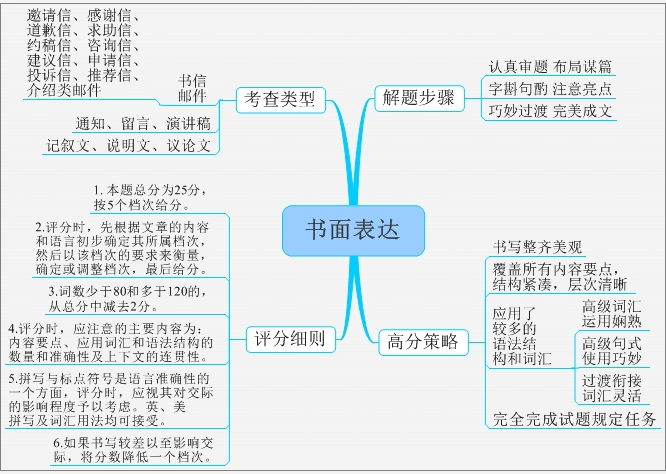 邀请信、感谢信、
道歉信、求助信、
约稿信、咨询信、
建议信、申请信、
投诉信、推荐信、
介绍类邮件
书信
邮件
通知、留言、演讲稿
记叙文、说明文、议论文
考查类型
解题步骤
认真审题 布局谋篇
字斟句酌 注意亮点
巧妙过渡 完美成文
书面表达
1. 本题总分为25分，
按5个档次给分。
2.评分时，先根据文章的内容
和语言初步确定其所属档次，
然后以该档次的要求来衡量，
确定或调整档次，最后给分。
3.词数少于80和多于120的，
从总分中减去2分。
4.评分时，应注意的主要内容为：
内容要点、应用词汇和语法结构的
数量和准确性及上下文的连贯性。
5.拼写与标点符号是语言准确性的
一个方面，评分时，应视其对交际
的影响程度予以考虑。英、美
拼写及词汇用法均可接受。
6.如果书写较差以至影响交
际，将分数降低一个档次。
评分细则
高分策略
书写整齐美观
覆盖所有内容要点，
结构紧凑，层次清晰
应用了
较多的
语法结
构和词汇
高级词汇
运用娴熟
高级句式
使用巧妙
过渡衔接
词汇灵活
完全完成试题规定任务